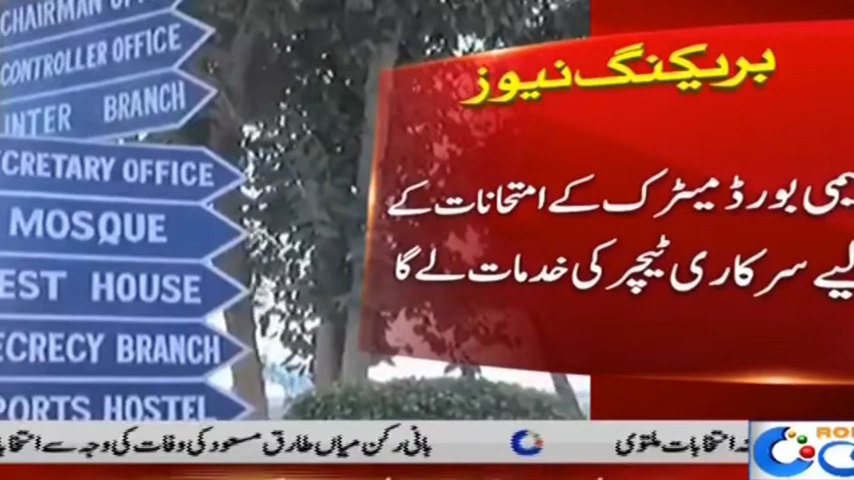 CHAIRMAN
CONTROLLER OFFICE
INTER BRANCH
SECRETARY OFFICE
MOSQUE
EST HOUSE
ECRECY BRANCH
PORTS HOSTEL
بریکنگ نیوز
یمی بورڈ میٹرک کے امتحانات کے
لیے سرکاری ٹیچر کی خدمات لے گا
انتخابات ملتوی
بانی رکن میاں طارق مسعود کی وفات کی وجہ سے